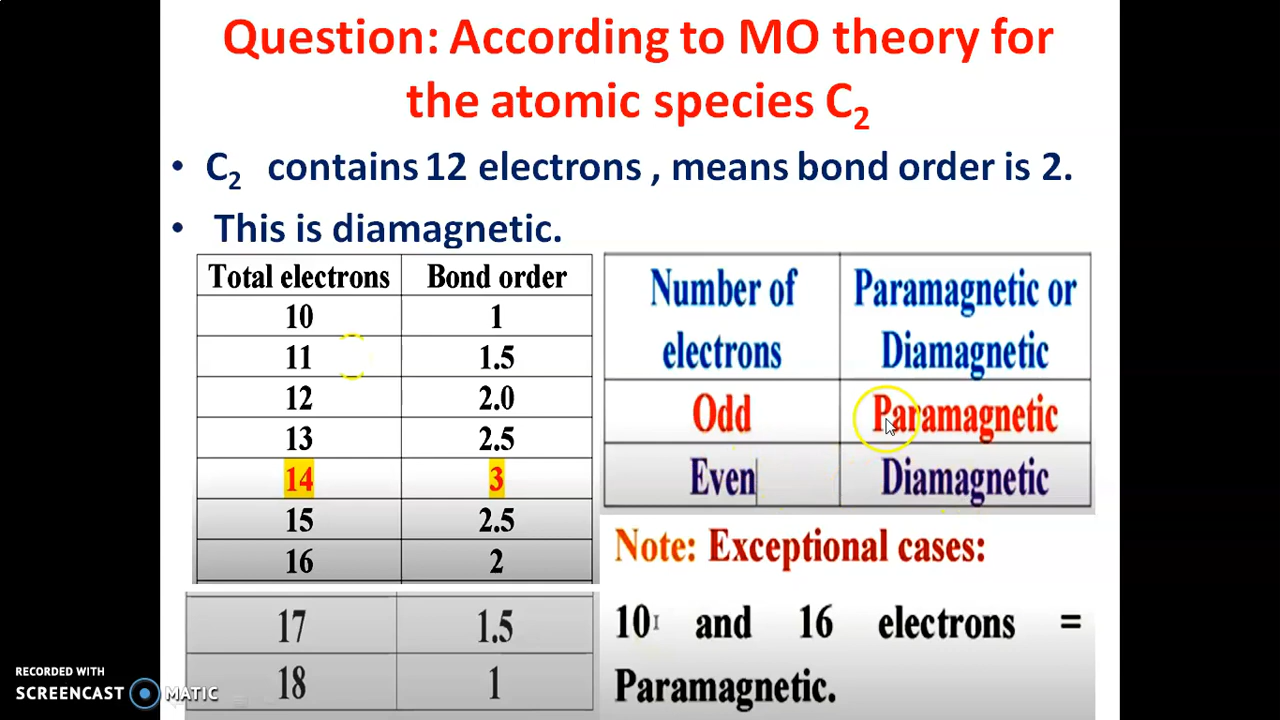 Question: According to MO theory for
the atomic species C₂
• C₂ contains 12 electrons , means bond order is 2.
• This is diamagnetic.
Total electrons Bond order
10 1
11 1.5
12 2.0
13 2.5
14 3
15 2.5
16 2
17 1.5
18 1
Number of electrons Paramagnetic or Diamagnetic
Odd Paramagnetic
Even Diamagnetic
Note: Exceptional cases:
10 and 16 electrons =
Paramagnetic.
RECORDED WITH
SCREENCAST MATIC